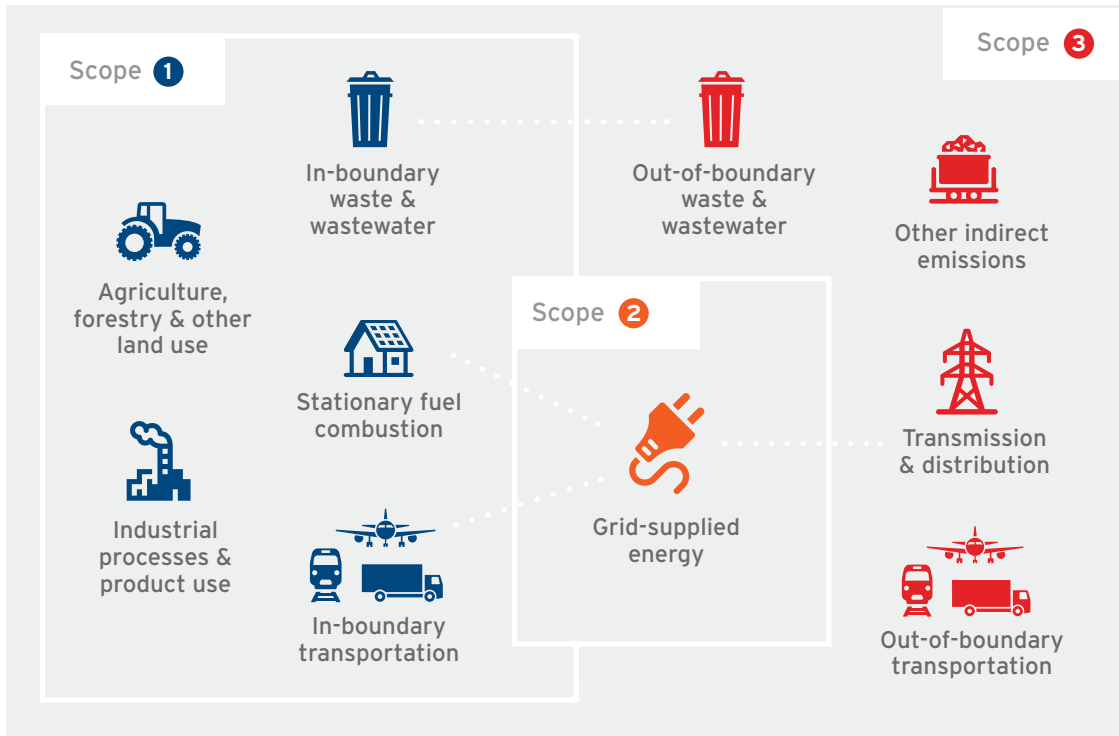 Scope 1
In-boundary
waste &
wastewater
Agriculture,
forestry & other
land use
Stationary fuel
combustion
Industrial
processes &
product use
In-boundary
transportation
Scope 2
Grid-supplied
energy
Scope 3
Out-of-boundary
waste &
wastewater
Other indirect
emissions
Transmission
& distribution
Out-of-boundary
transportation